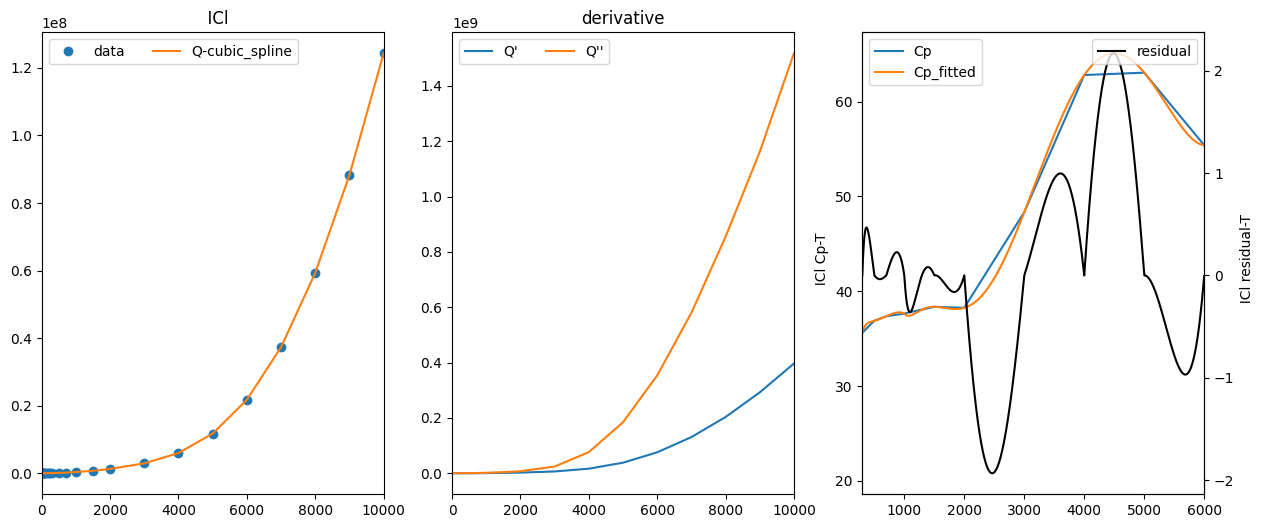 ICl
1e8
data
Q-cubic_spline
1.2
1.0
0.8
0.6
0.4
0.2
0.0
0 2000 4000 6000 8000 10000
derivative
1e9
Q'
Q''
1.4
1.2
1.0
0.8
0.6
0.4
0.2
0.0
0 2000 4000 6000 8000 10000
Cp
Cp_fitted
residual
60
50
40
30
20
ICl Cp-T
1000 2000 3000 4000 5000 6000
2
1
0
−1
−2
ICl residual-T